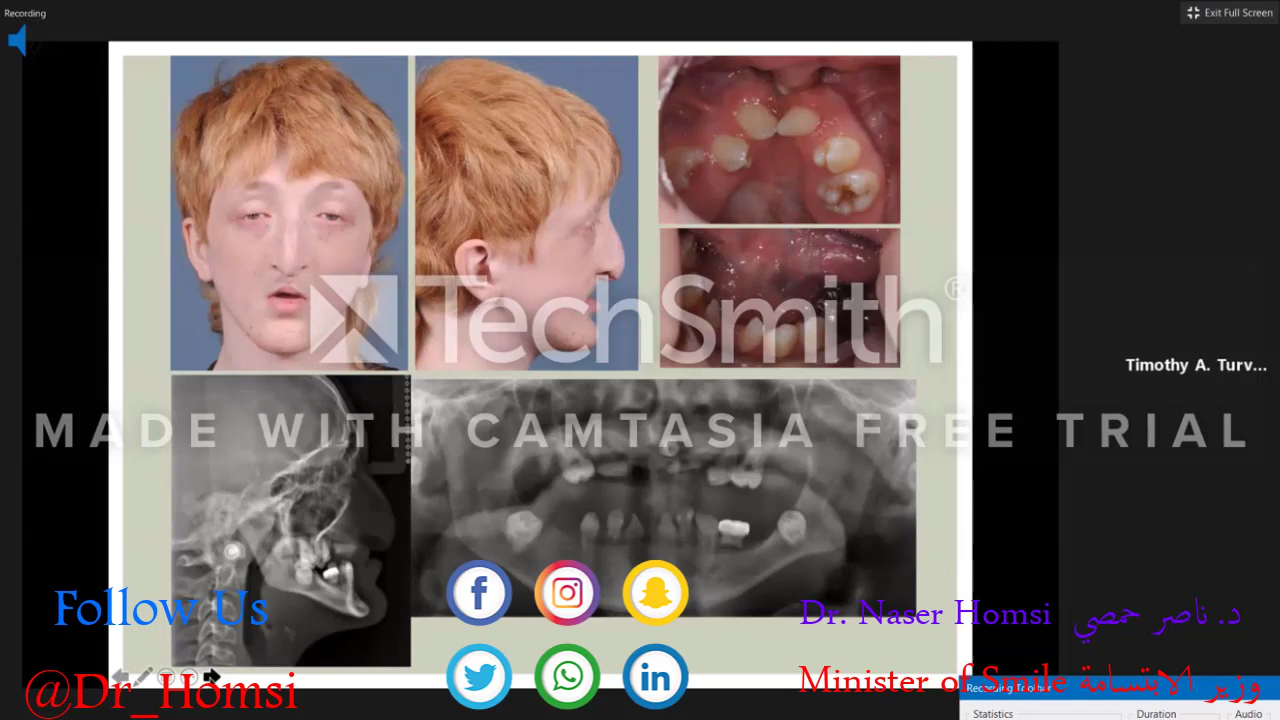 Recording
Exit Full Screen
TechSmith®
Timothy A. Turv...
MADE WITH CAMTASIA FREE TRIAL
Follow Us
Dr. Naser Homsi د. ناصر حمصي
@Dr_Homsi
Minister of Smile وزير الابتسامة
Recording Toolbar
Statistics
Duration
Audio